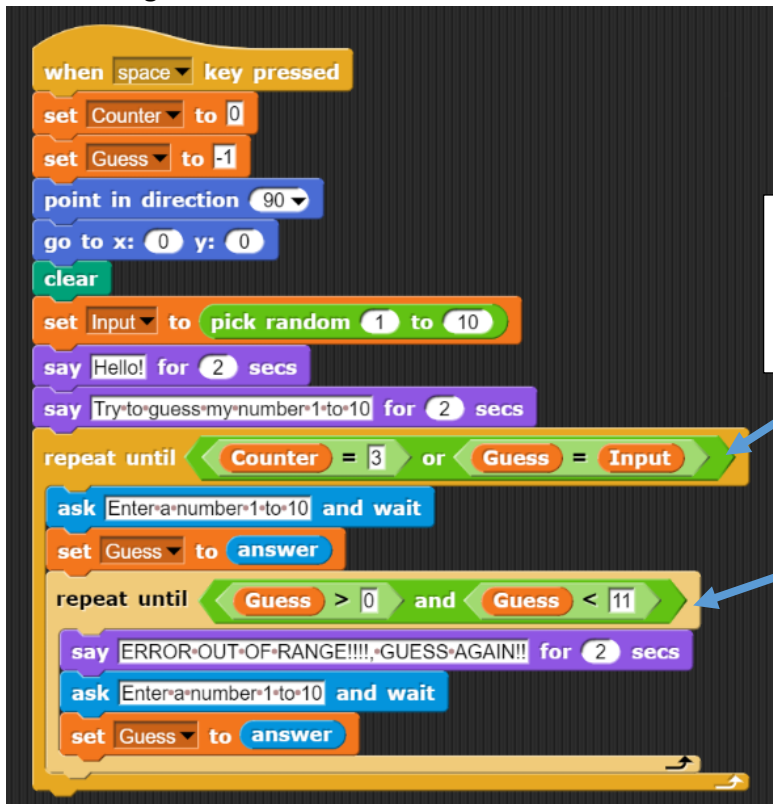 when space key pressed
set Counter to 0
set Guess to -1
point in direction 90
go to x: 0 y: 0
clear
set Input to pick random 1 to 10
say Hello! for 2 secs
say Try to guess my number 1 to 10 for 2 secs
repeat until Counter = 3 or Guess = Input
ask Enter a number 1 to 10 and wait
set Guess to answer
repeat until Guess > 0 and Guess < 11
say ERROR OUT OF RANGE!!!!, GUESS AGAIN!! for 2 secs
ask Enter a number 1 to 10 and wait
set Guess to answer